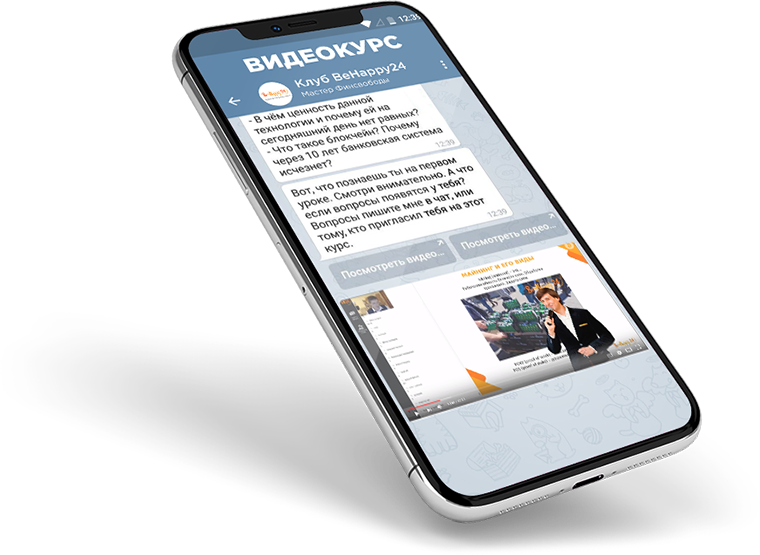 12:39
ВИДЕОКУРС
Клуб BeHappy24
Мастер Финсвободы
- В чём ценность данной
технологии и почему ей на
сегодняшний день нет равных?
- Что такое блокчейн? Почему
через 10 лет банковская система
исчезнет?
12:39
Вот, что познаешь ты на первом
уроке. Смотри внимательно. А что
если вопросы появятся у тебя?
Вопросы пишите мне в чат, или
тому, кто пригласил тебя на этот
курс.
12:39
Посмотреть видео...
Посмотреть видео...
МАЙНИНГ И ЕГО ВИДЫ